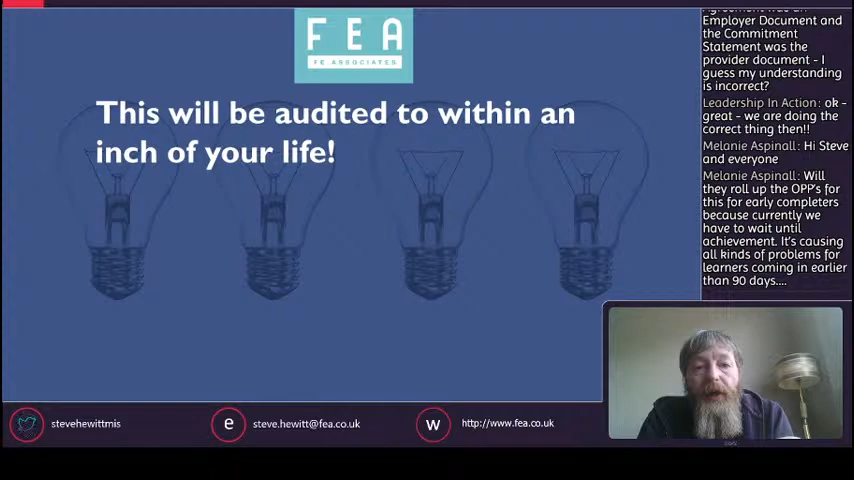 FEA
FE ASSOCIATES
This will be audited to within an
inch of your life!
Agreement was an
Employer Document and
the Commitment
Statement was the
provider document - I
guess my understanding
is incorrect?
Leadership In Action: ok -
great - we are doing the
correct thing then!!
Melanie Aspinall: Hi Steve
and everyone
Melanie Aspinall: Will
they roll up the OPP's for
this for early completers
because currently we
have to wait until
achievement. It's causing
all kinds of problems for
learners coming in earlier
than 90 days....
stevehewittmis
e
steve.hewitt@fea.co.uk
w
http://www.fea.co.uk